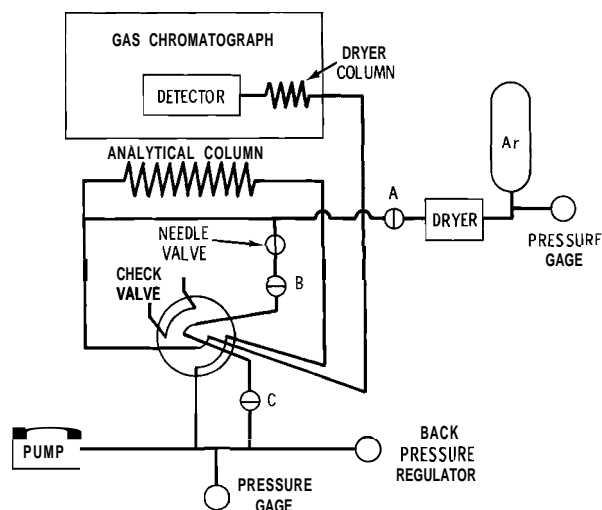 GAS CHROMATOGRAPH
DRYER
COLUMN
DETECTOR
Ar
ANALYTICAL COLUMN
A
DRYER
NEEDLE
VALVE
PRESSURF
GAGE
CHECK
VALVE
B
C
PUMP
BACK
PRESSURE
REGULATOR
PRESSURE
GAGE